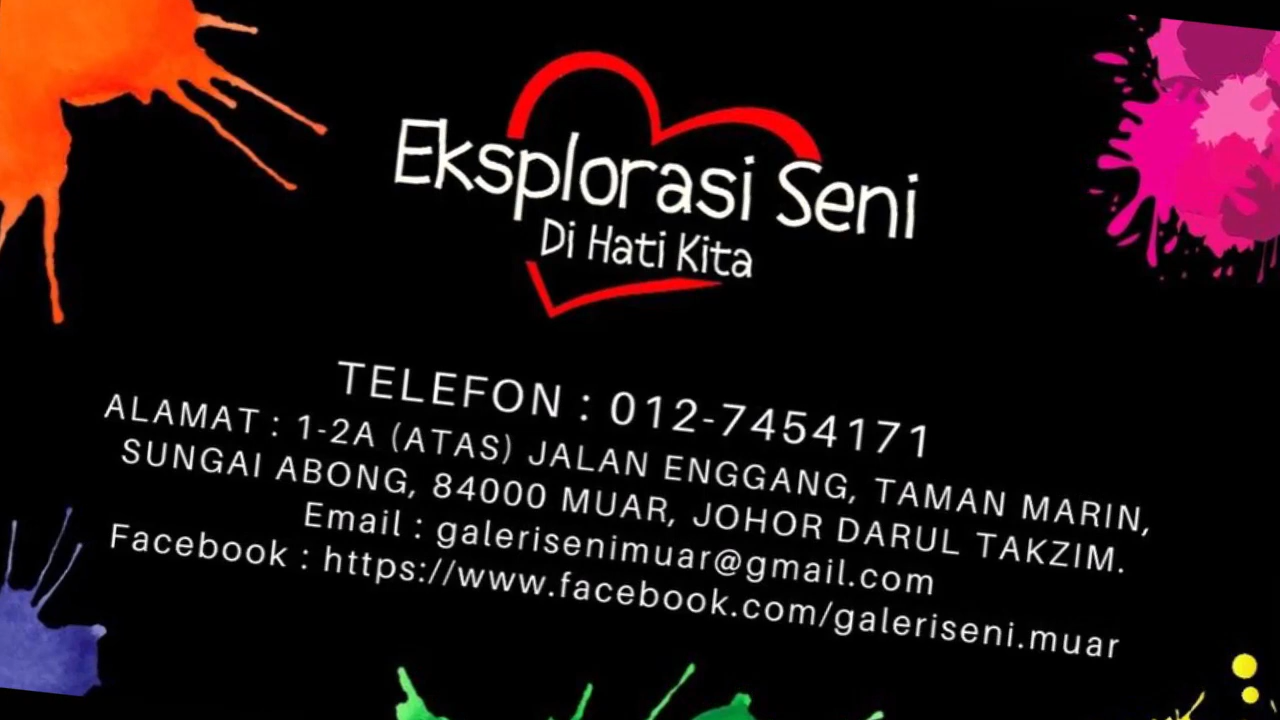 Eksplorasi Seni
Di Hati Kita
TELEFON : 012-7454171
ALAMAT : 1-2A (ATAS) JALAN ENGGANG, TAMAN MARIN,
SUNGAI ABONG, 84000 MUAR, JOHOR DARUL TAKZIM.
Email : galerisenimuar@gmail.com
Facebook : https://www.facebook.com/galeriseni.muar